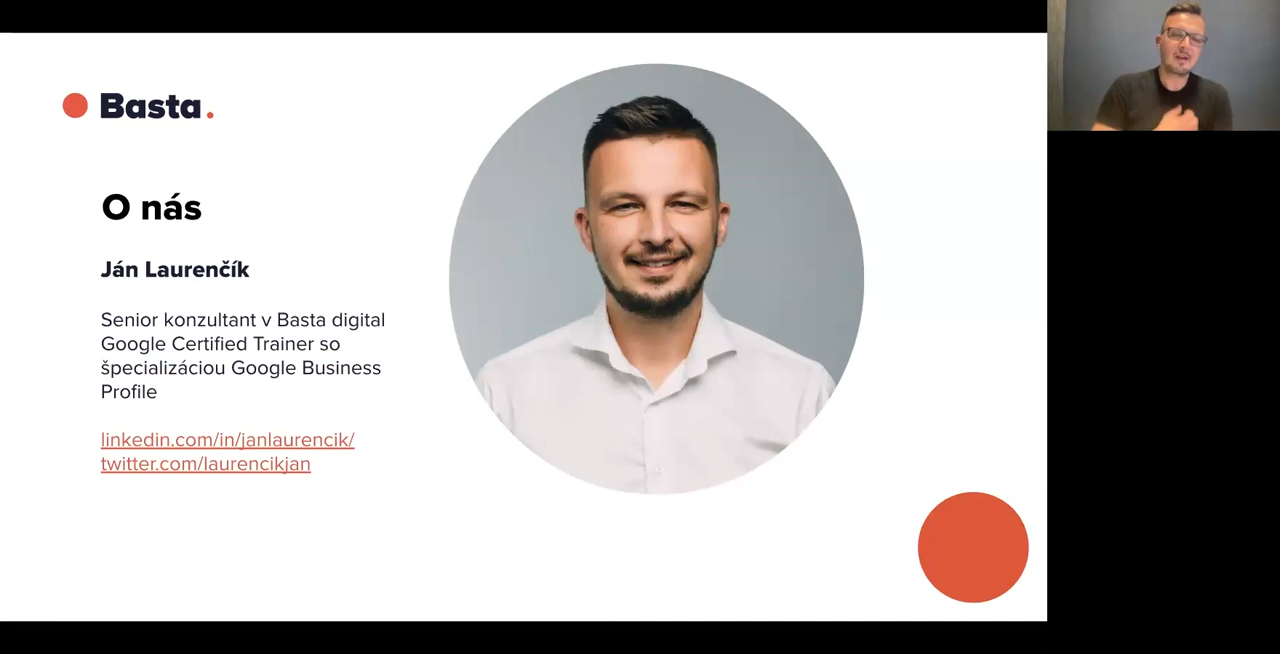 Basta.
O nás
Ján Laurenčík
Senior konzultant v Basta digital
Google Certified Trainer so
špecializáciou Google Business
Profile
linkedin.com/in/janlaurencik/
twitter.com/laurencikjan